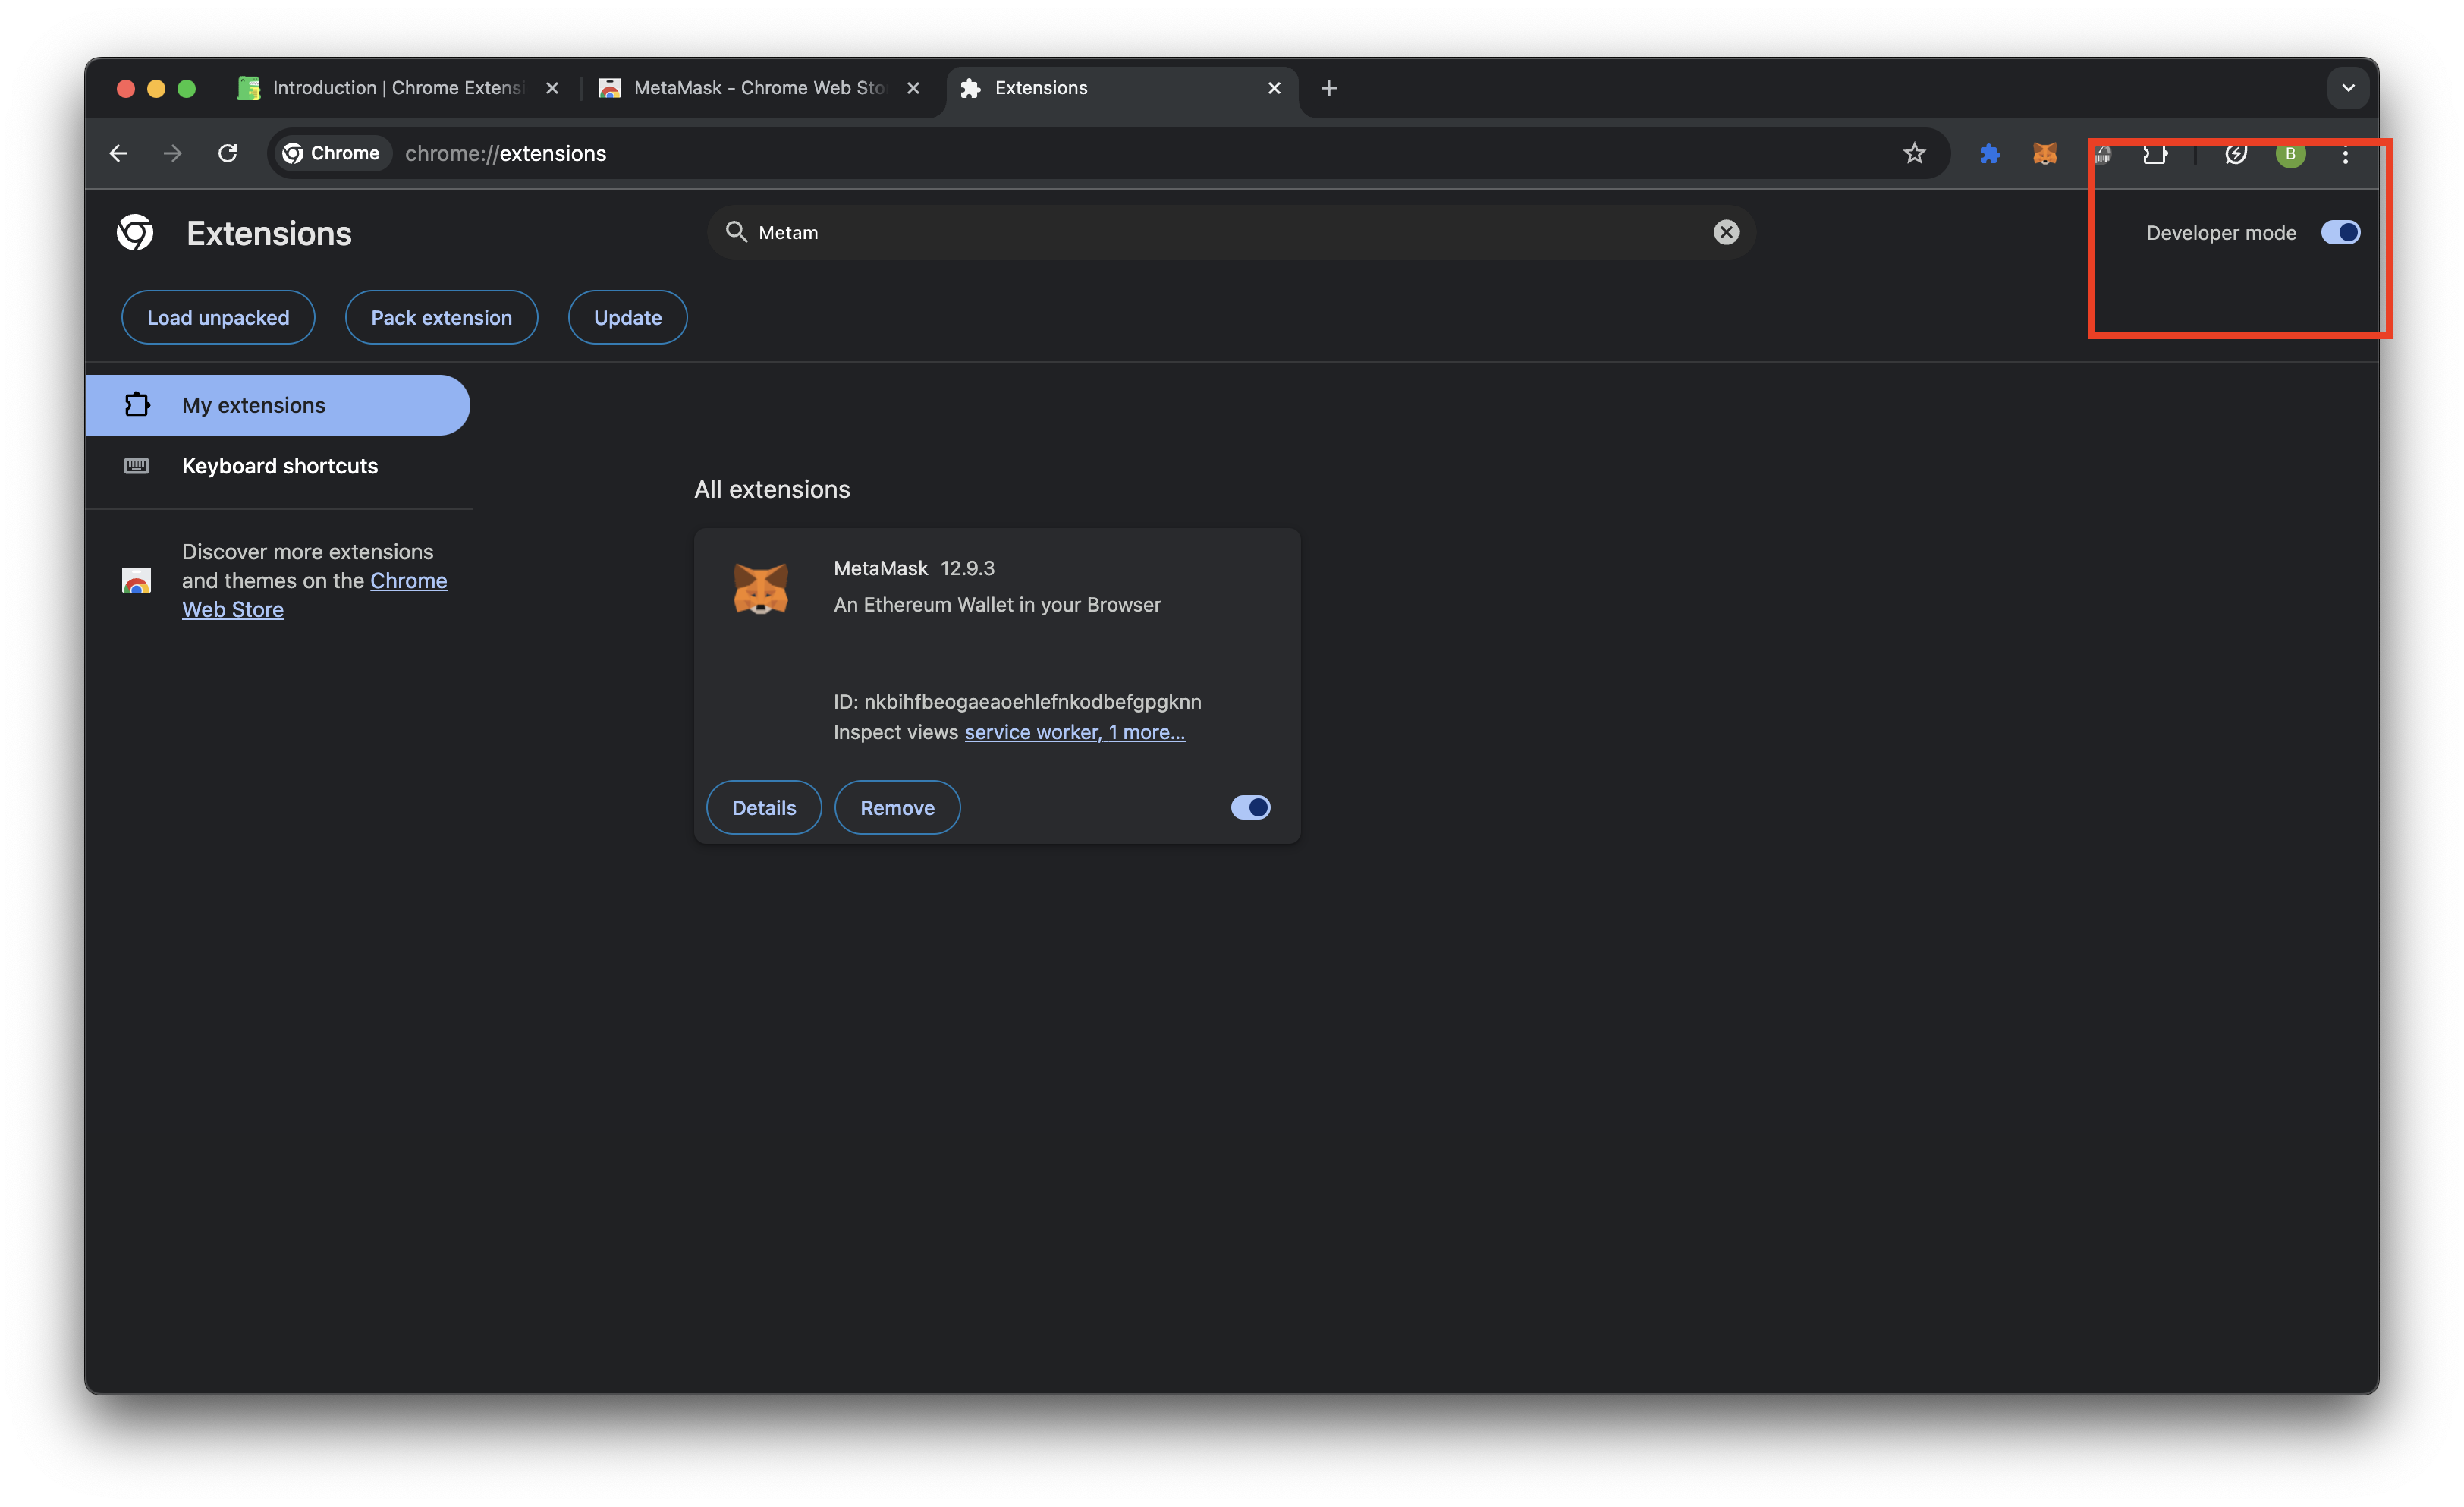 Introduction | Chrome Extensi
MetaMask - Chrome Web Sto
Extensions
Chrome
chrome://extensions
B
Extensions
Metam
Developer mode
Load unpacked
Pack extension
Update
My extensions
Keyboard shortcuts
Discover more extensions
and themes on the Chrome
Web Store
All extensions
MetaMask 12.9.3
An Ethereum Wallet in your Browser
ID: nkbihfbeogaeaoehlefnkodbefgpgknn
Inspect views service worker, 1 more...
Details
Remove